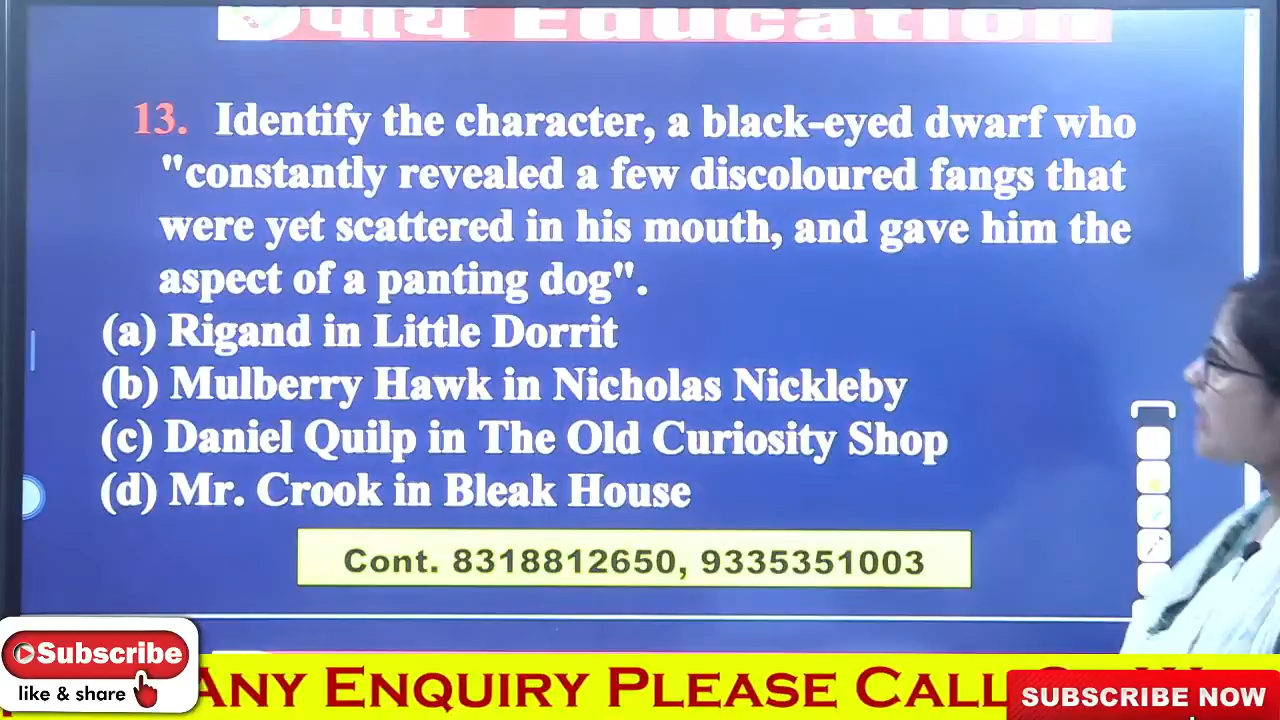 Education
13. Identify the character, a black-eyed dwarf who
"constantly revealed a few discoloured fangs that
were yet scattered in his mouth, and gave him the
aspect of a panting dog".
(a) Rigand in Little Dorrit
(b) Mulberry Hawk in Nicholas Nickleby
(c) Daniel Quilp in The Old Curiosity Shop
(d) Mr. Crook in Bleak House
Cont. 8318812650, 9335351003
Subscribe
like & share
ANY ENQUIRY PLEASE CALL
SUBSCRIBE NOW